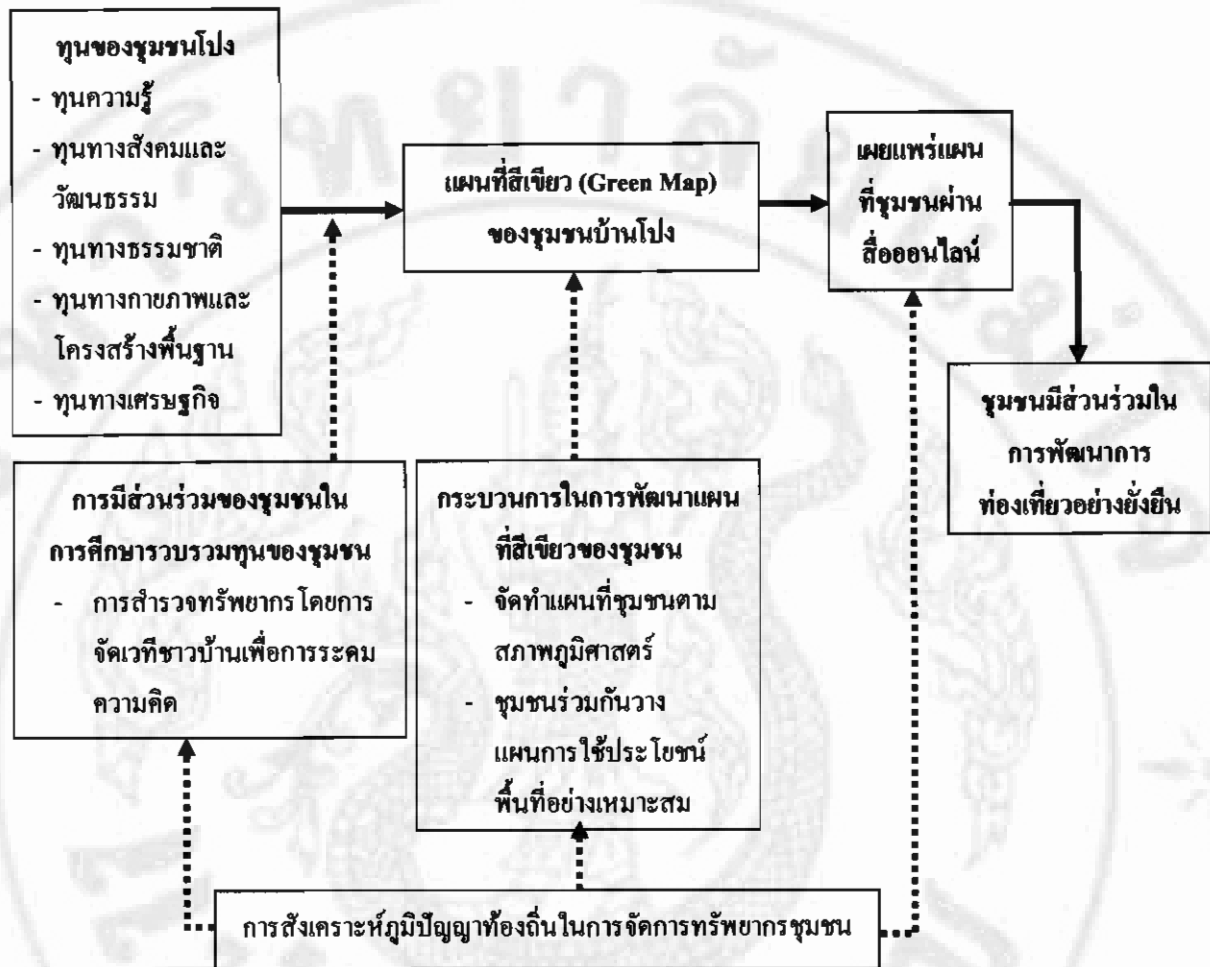 ทุนของชุมชนโปง
- ทุนความรู้
- ทุนทางสังคมและ
วัฒนธรรม
- ทุนทางธรรมชาติ
- ทุนทางกายภาพและ
โครงสร้างพื้นฐาน
- ทุนทางเศรษฐกิจ
แผนที่สีเขียว (Green Map)
ของชุมชนบ้านโปง
เผยแพร่แผน
ที่ชุมชนผ่าน
สื่อออนไลน์
ชุมชนมีส่วนร่วมใน
การพัฒนาการ
ท่องเที่ยวอย่างยั่งยืน
การมีส่วนร่วมของชุมชนใน
การศึกษารวบรวมทุนของชุมชน
- การสำรวจทรัพยากรโดยการ
จัดเวทีชาวบ้านเพื่อการระดม
ความคิด
กระบวนการในการพัฒนาแผน
ที่สีเขียวของชุมชน
- จัดทำแผนที่ชุมชนตาม
สภาพภูมิศาสตร์
- ชุมชนร่วมกันวาง
แผนการใช้ประโยชน์
พื้นที่อย่างเหมาะสม
การสังเคราะห์ภูมิปัญญาท้องถิ่นในการจัดการทรัพยากรชุมชน